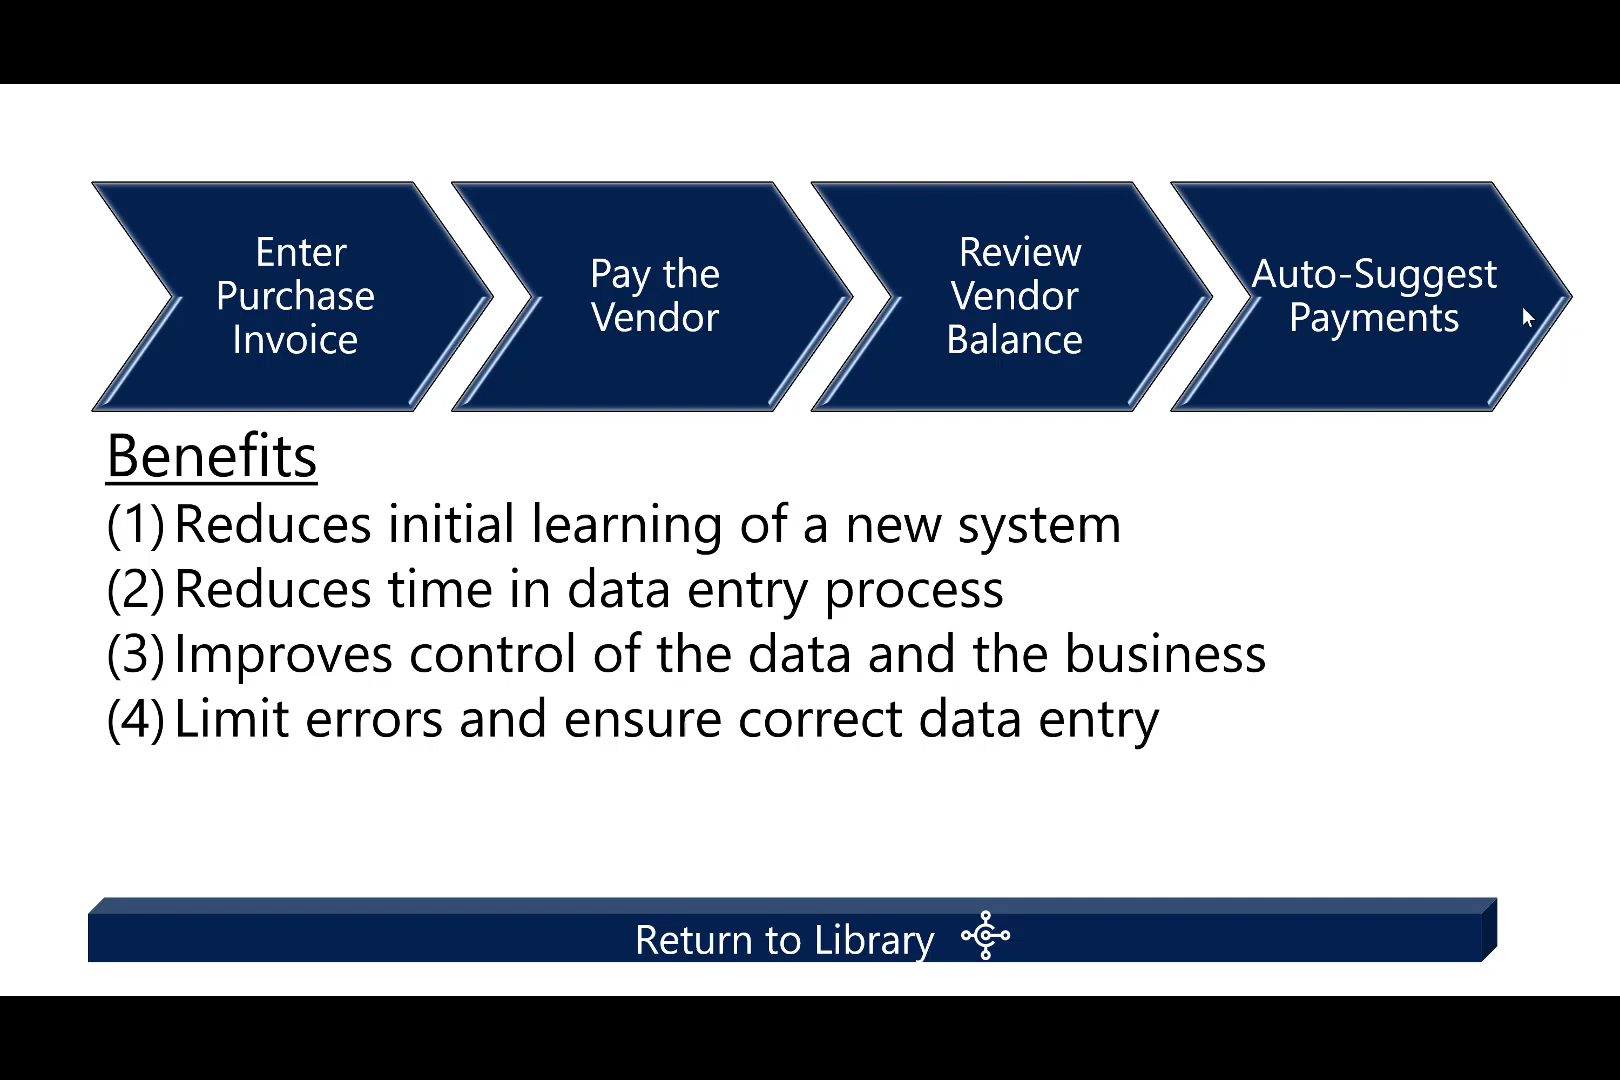 Enter
Purchase
Invoice
Pay the
Vendor
Review
Vendor
Balance
Auto-Suggest
Payments
Benefits
(1) Reduces initial learning of a new system
(2) Reduces time in data entry process
(3) Improves control of the data and the business
(4) Limit errors and ensure correct data entry
Return to Library